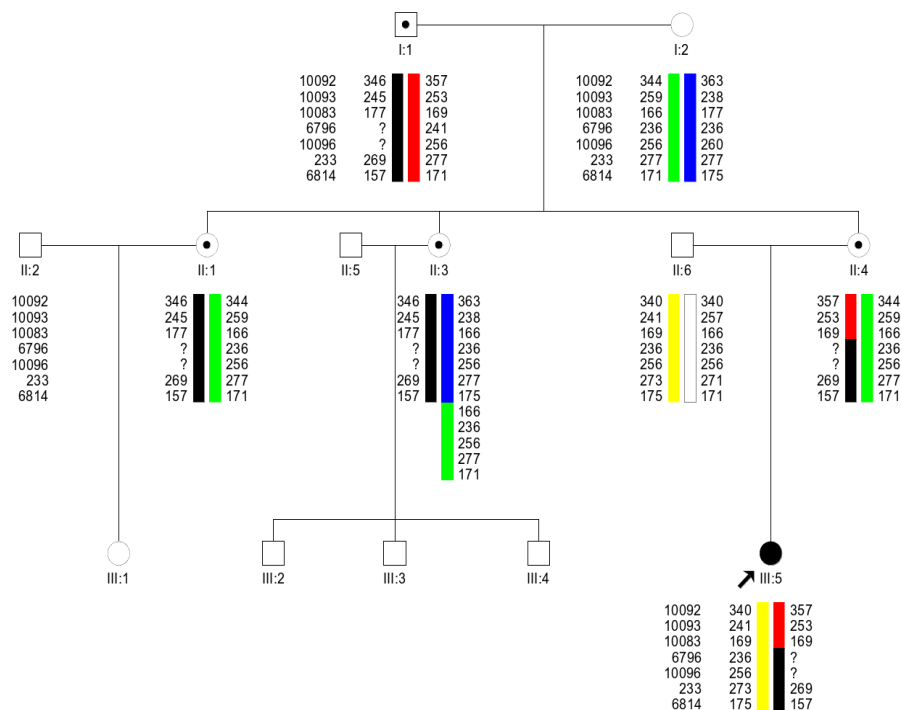 I:1 I:2
10092 346 357 10092 344 363
10093 245 253 10093 259 238
10083 177 169 10083 166 177
6796 ? 241 6796 236 236
10096 ? 256 10096 256 260
233 269 277 233 277 277
6814 157 171 6814 171 175
II:2 II:1 II:5 II:3 II:6 II:4
10092 346 344 346 363 340 340 357 344
10093 245 259 245 238 241 257 253 259
10083 177 166 177 166 169 166 169 166
6796 ? 236 ? 236 236 236 ? 236
10096 ? 256 ? 256 256 256 ? 256
233 269 277 269 277 273 271 269 277
6814 157 171 157 175 175 171 157 171
166
236
256
277
171
III:1 III:2 III:3 III:4 III:5
10092 340 357
10093 241 253
10083 169 169
6796 236 ?
10096 256 ?
233 273 269
6814 175 157